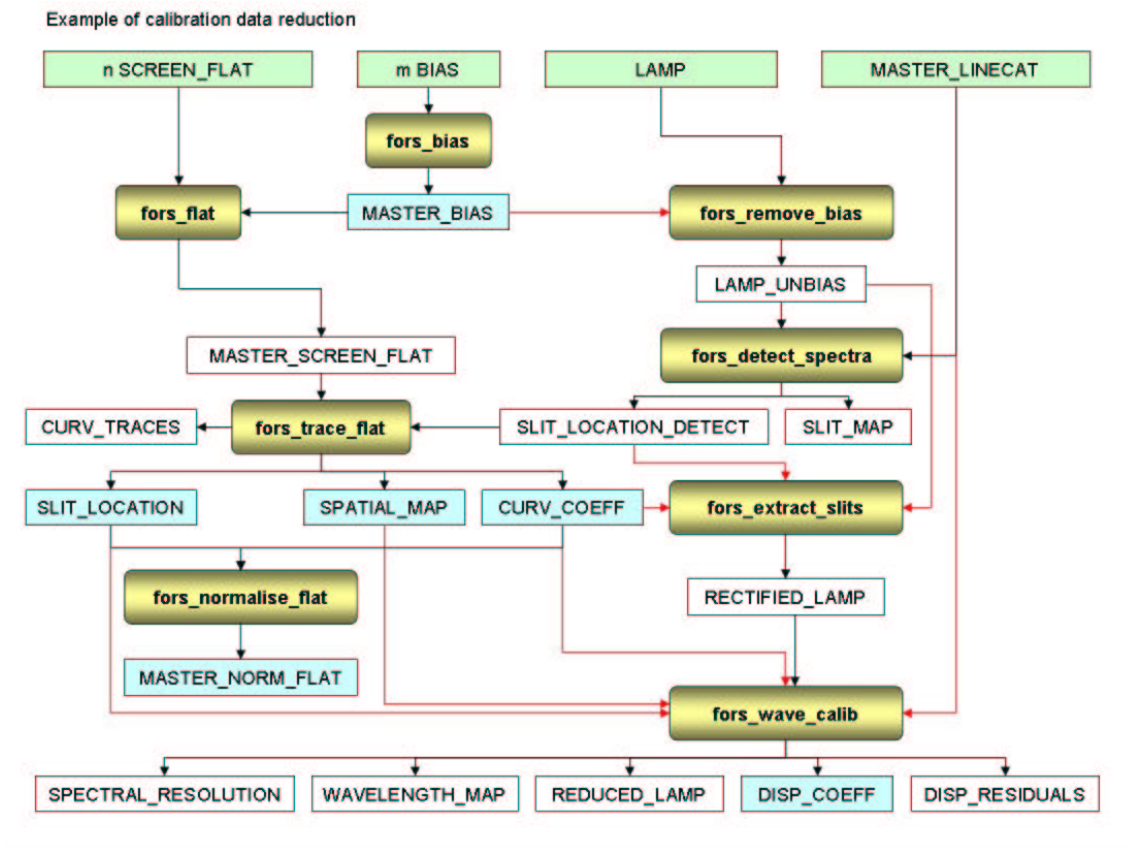 Example of calibration data reduction
n SCREEN_FLAT
m BIAS
LAMP
MASTER_LINECAT
fors_bias
fors_flat
MASTER_BIAS
fors_remove_bias
LAMP_UNBIAS
MASTER_SCREEN_FLAT
fors_detect_spectra
CURV_TRACES
fors_trace_flat
SLIT_LOCATION_DETECT
SLIT_MAP
SLIT_LOCATION
SPATIAL_MAP
CURV_COEFF
fors_extract_slits
fors_normalise_flat
RECTIFIED_LAMP
MASTER_NORM_FLAT
fors_wave_calib
SPECTRAL_RESOLUTION
WAVELENGTH_MAP
REDUCED_LAMP
DISP_COEFF
DISP_RESIDUALS